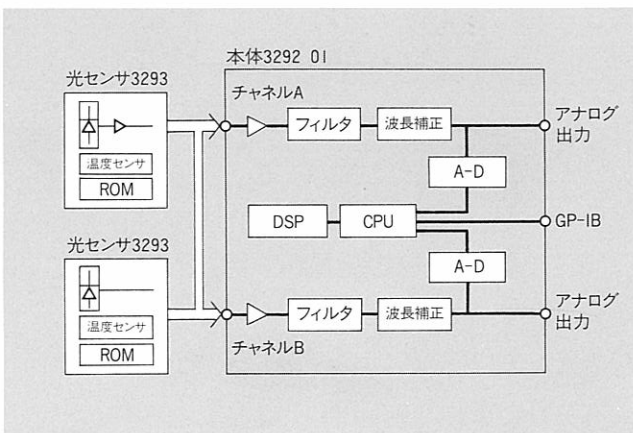 本体3292 01
光センサ3293
温度センサ
ROM
光センサ3293
温度センサ
ROM
チャネルA
フィルタ
波長補正
アナログ
出力
A-D
DSP
CPU
GP-IB
A-D
フィルタ
波長補正
アナログ
出力
チャネルB